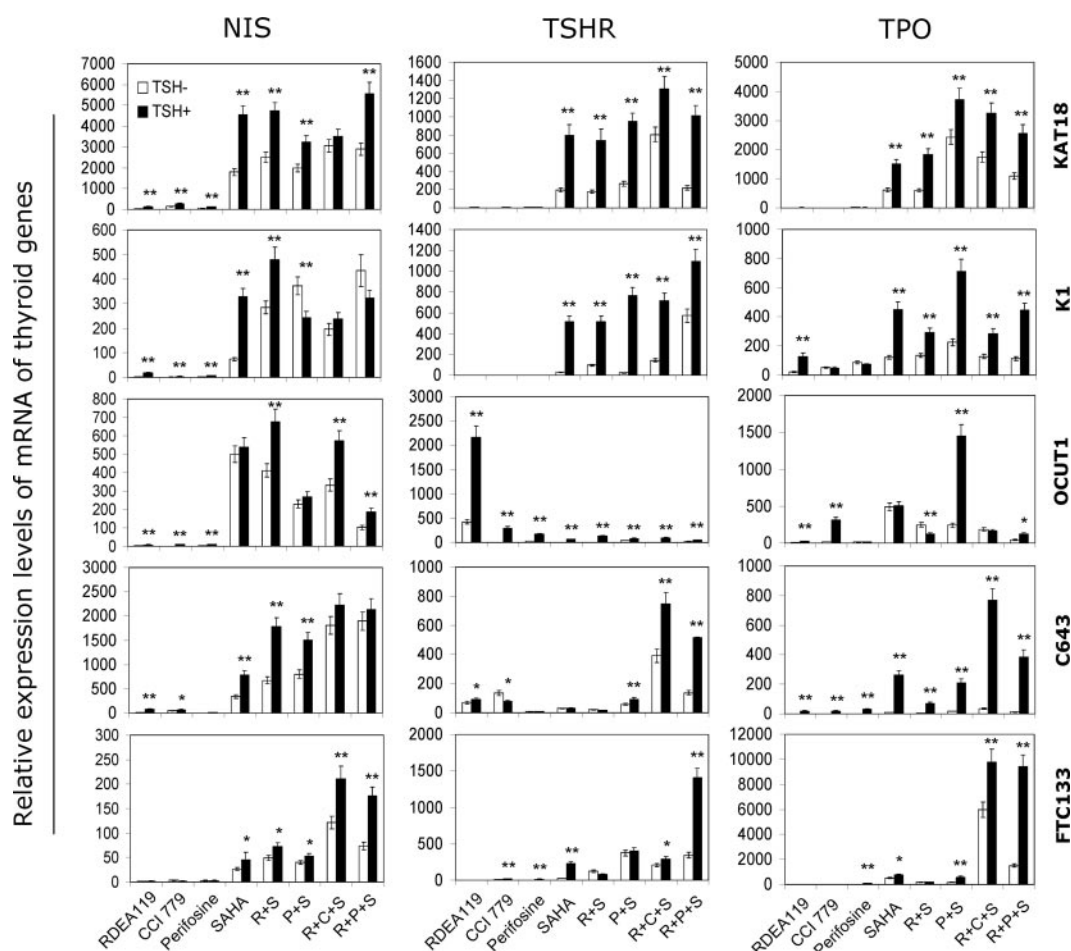 NIS TSHR TPO
Relative expression levels of mRNA of thyroid genes
TSH-
TSH+
7000 6000 5000 4000 3000 2000 1000 0
** ** ** ** ** ** **
1600 1400 1200 1000 800 600 400 200 0
** ** ** ** **
5000 4000 3000 2000 1000 0
** ** ** ** **
KAT18
600 500 400 300 200 100 0
** ** ** ** ** **
1400 1200 1000 800 600 400 200 0
** ** ** ** **
1000 800 600 400 200 0
** ** ** ** ** **
K1
800 700 600 500 400 300 200 100 0
** ** ** ** ** **
3000 2500 2000 1500 1000 500 0
** ** ** ** ** ** ** **
2000 1500 1000 500 0
** ** ** ** *
OCUT1
3000 2500 2000 1500 1000 500 0
** * ** ** **
1000 800 600 400 200 0
* * ** ** **
1000 800 600 400 200 0
** ** ** ** ** ** ** **
C643
300 250 200 150 100 50 0
* * * ** **
2000 1500 1000 500 0
** ** ** * **
12000 10000 8000 6000 4000 2000 0
** * ** ** **
FTC133
RDEA119 CCI 779 Perifosine SAHA R+S P+S R+C+S R+P+S
RDEA119 CCI 779 Perifosine SAHA R+S P+S R+C+S R+P+S
RDEA119 CCI 779 Perifosine SAHA R+S P+S R+C+S R+P+S